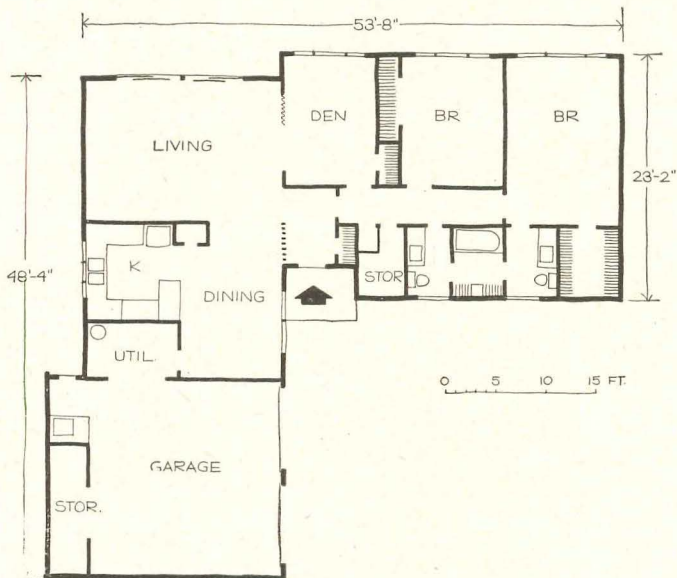 53'-8"
DEN
BR
BR
LIVING
23'-2"
48'-4"
K
STOR
DINING
UTIL.
0 5 10 15 FT.
GARAGE
STOR.